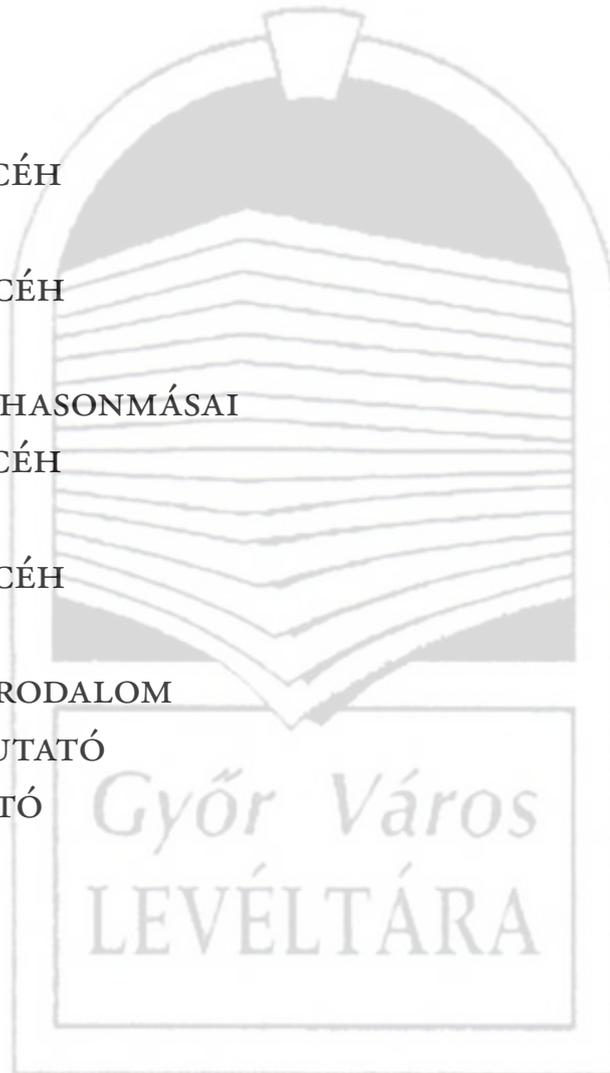 CÉH
CÉH
HASONMÁSAI
CÉH
CÉH
RODALOM
UTATÓ
TÓ
Győr Város
LEVÉLTÁRA